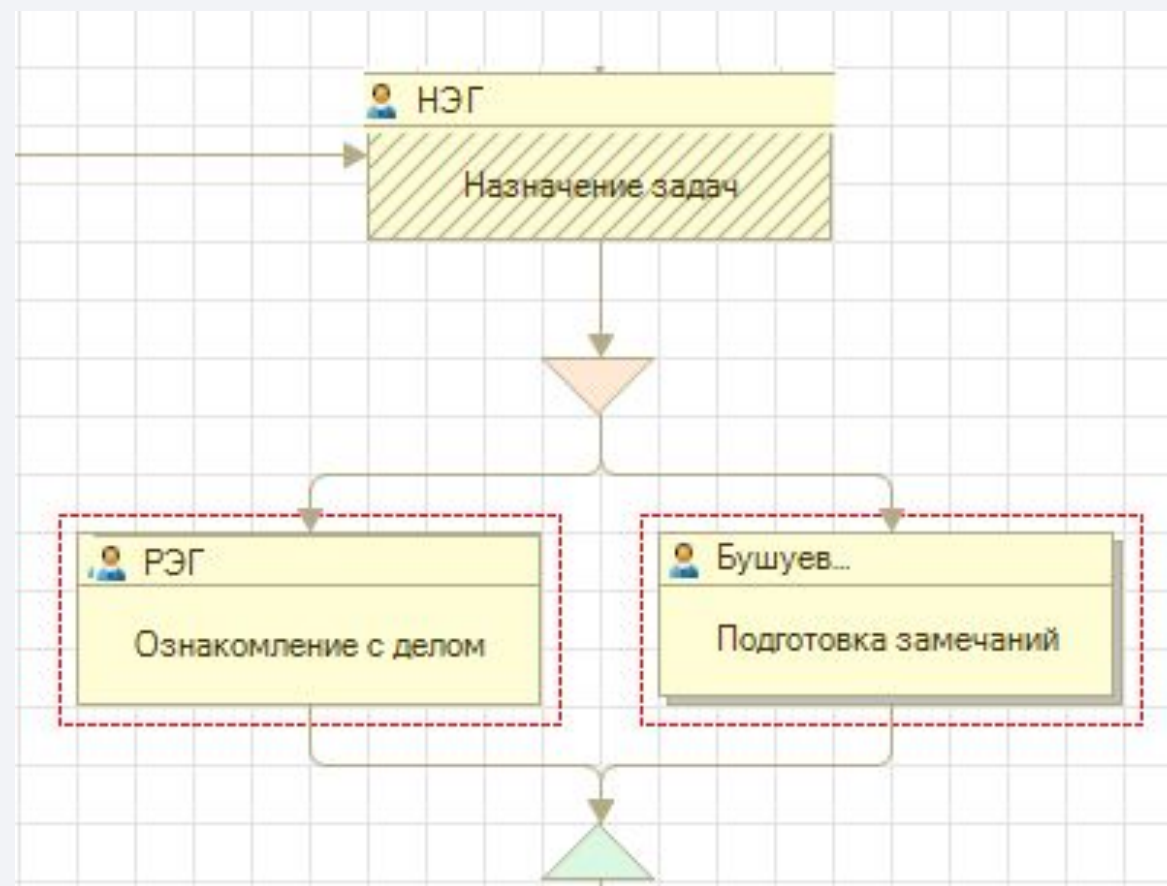 НЭГ
Назначение задач
РЭГ
Бушуев...
Ознакомление с делом
Подготовка замечаний